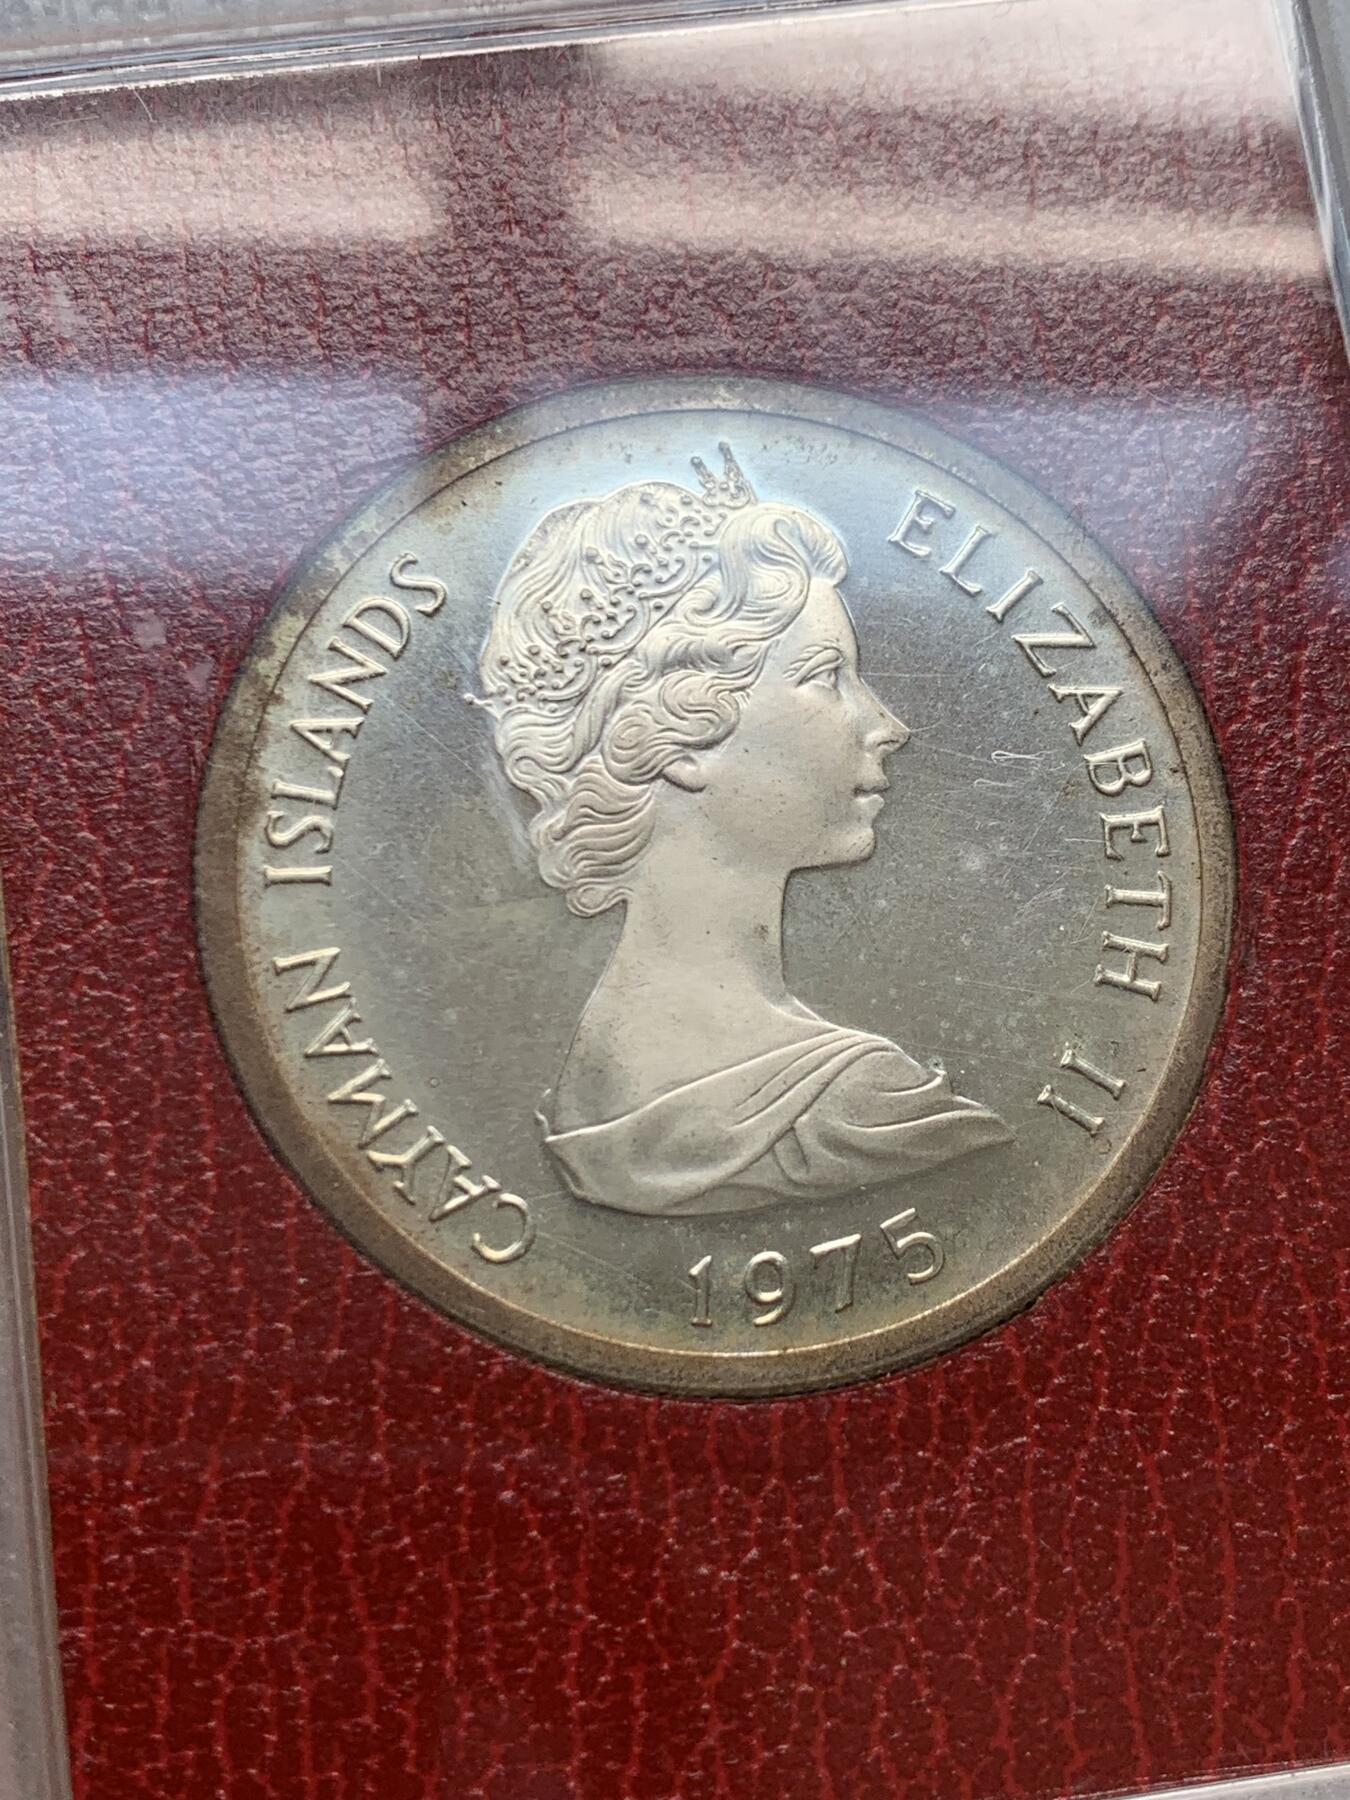 CAYMAN ISLANDS
ELIZABETH II
1975